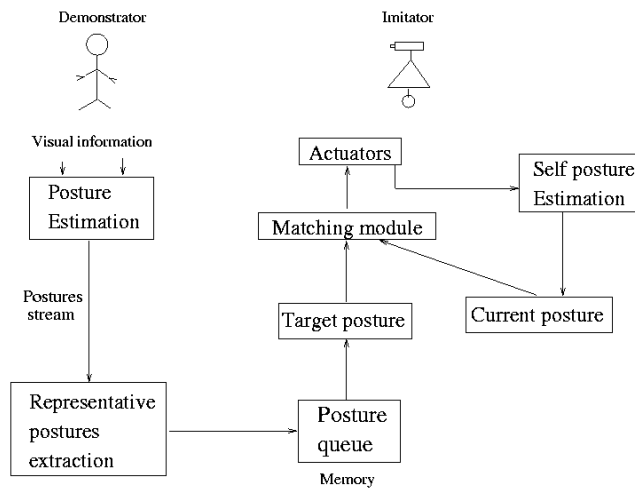 Demonstrator
Imitator
Visual information
Posture
Estimation
Postures
stream
Representative
postures
extraction
Posture
queue
Memory
Target posture
Matching module
Actuators
Self posture
Estimation
Current posture